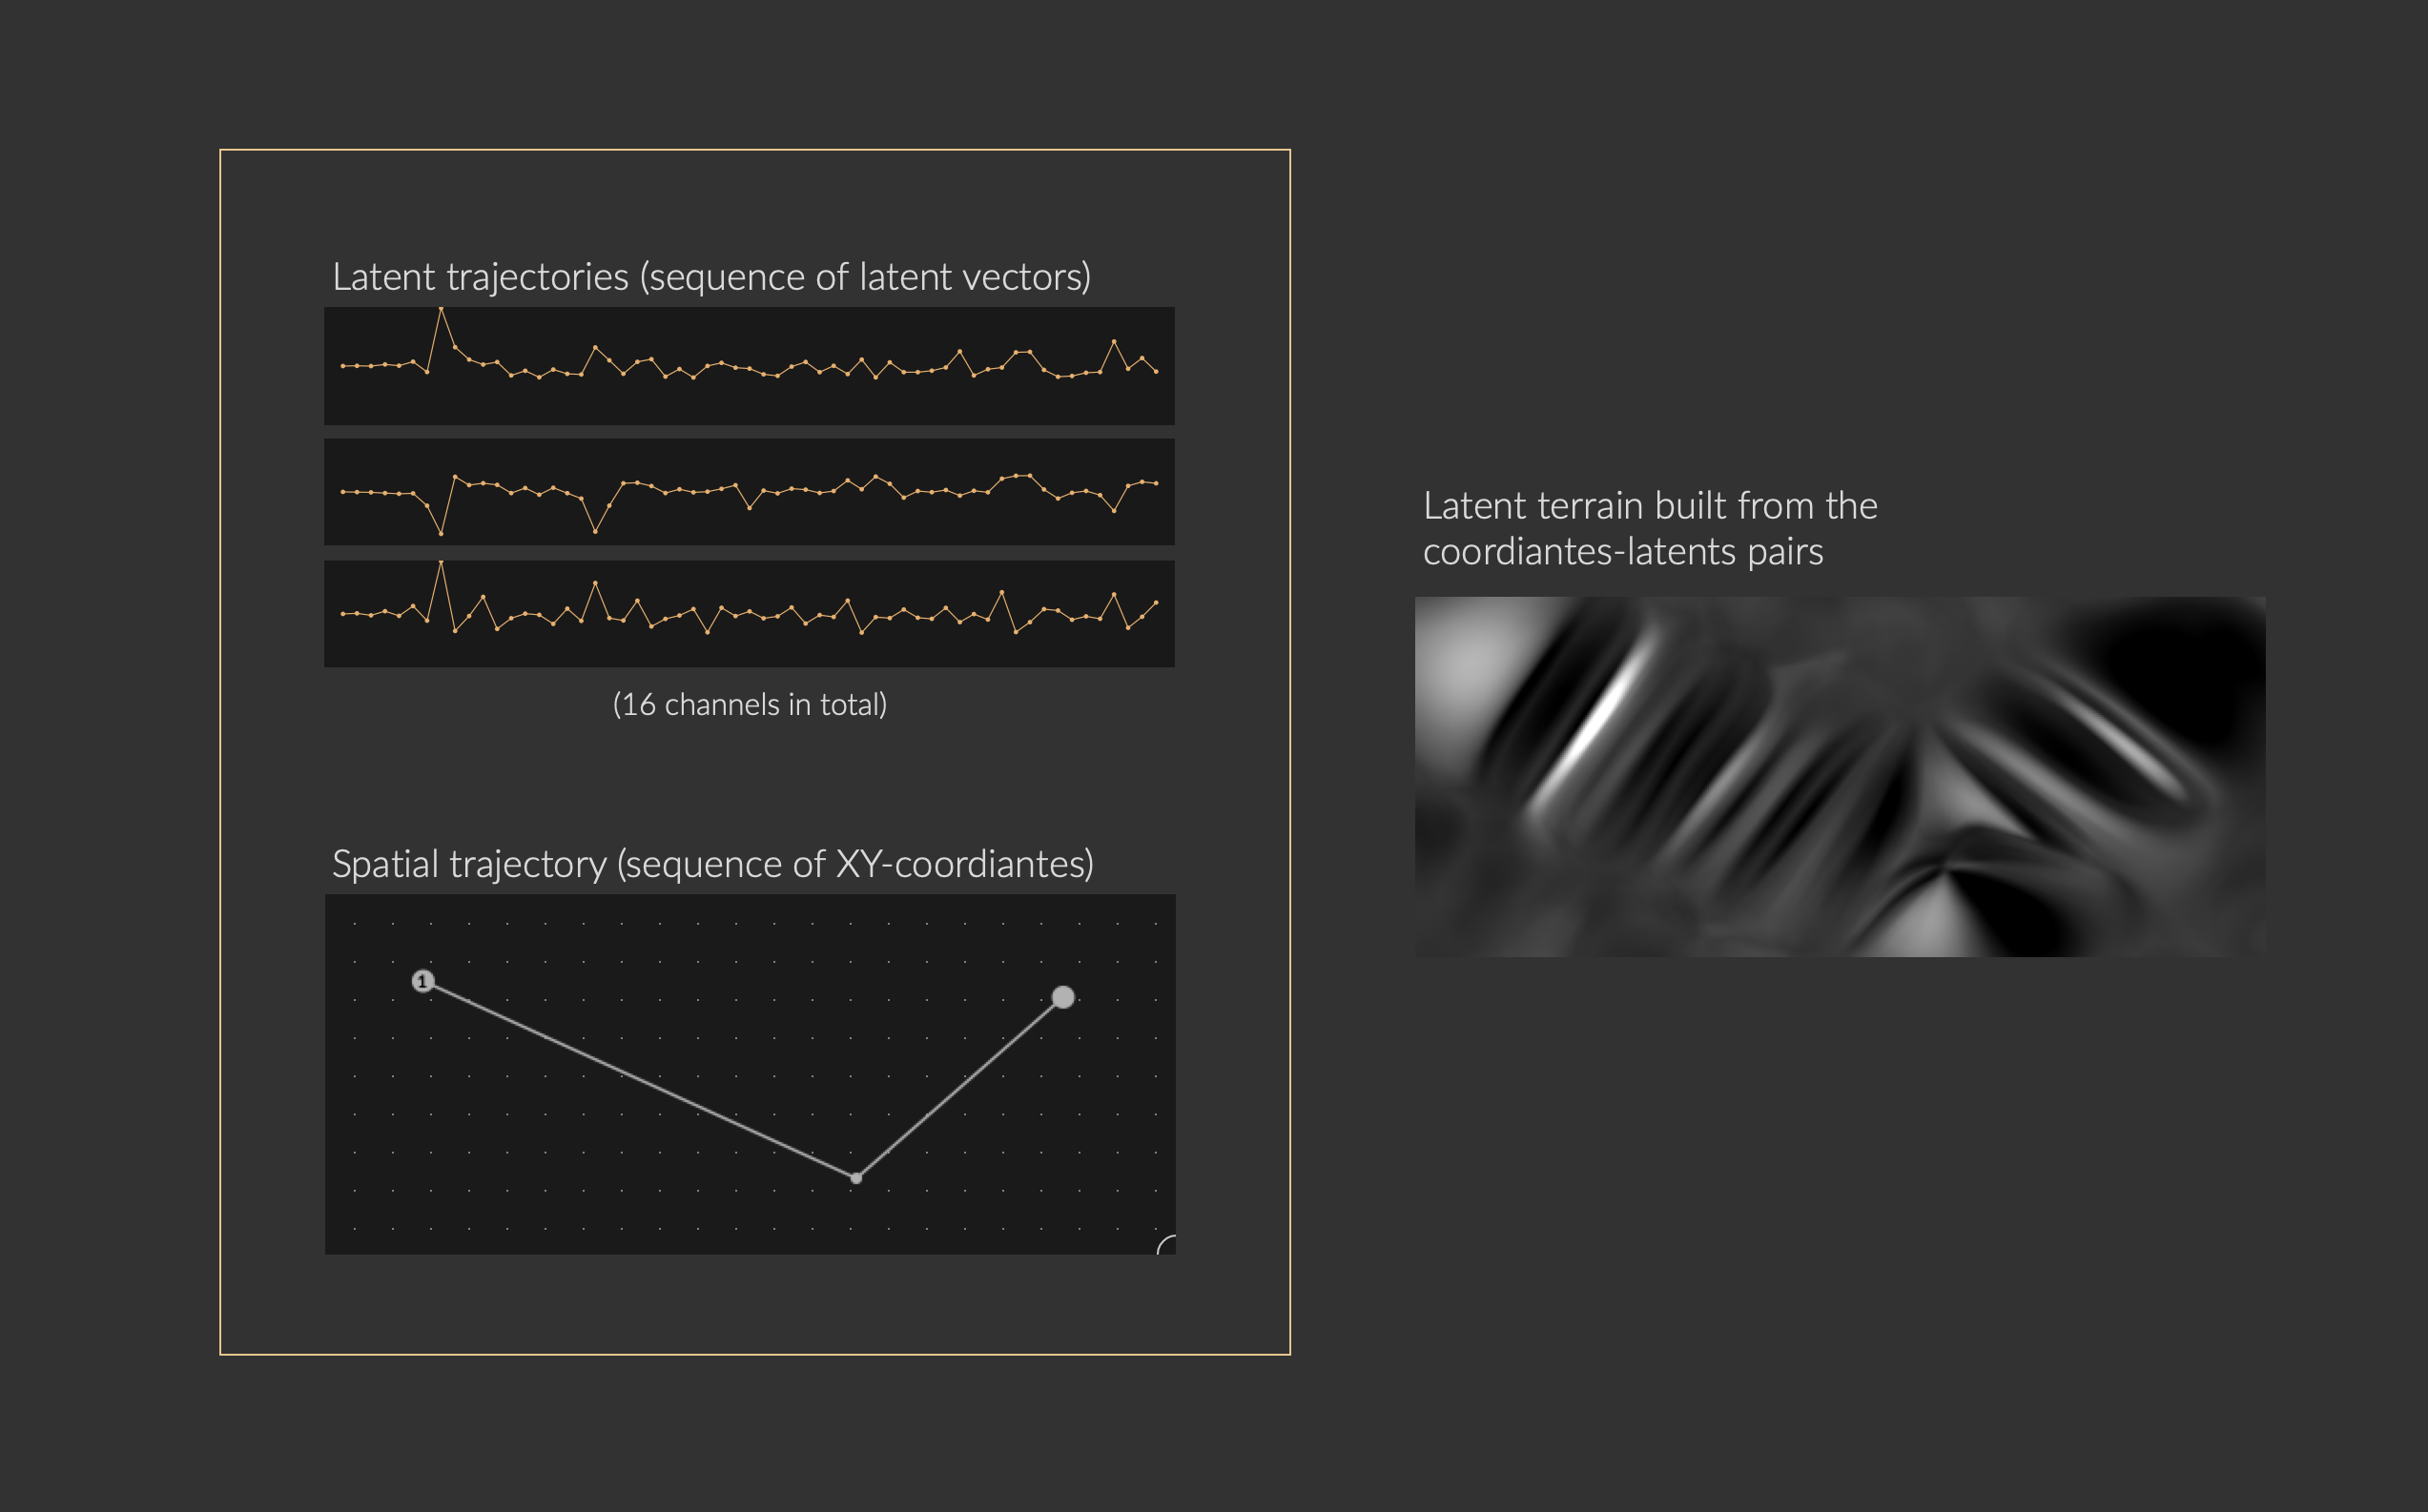 Latent trajectories (sequence of latent vectors)
(16 channels in total)
Spatial trajectory (sequence of XY-coordiantes)
1
Latent terrain built from the
coordiantes-latents pairs